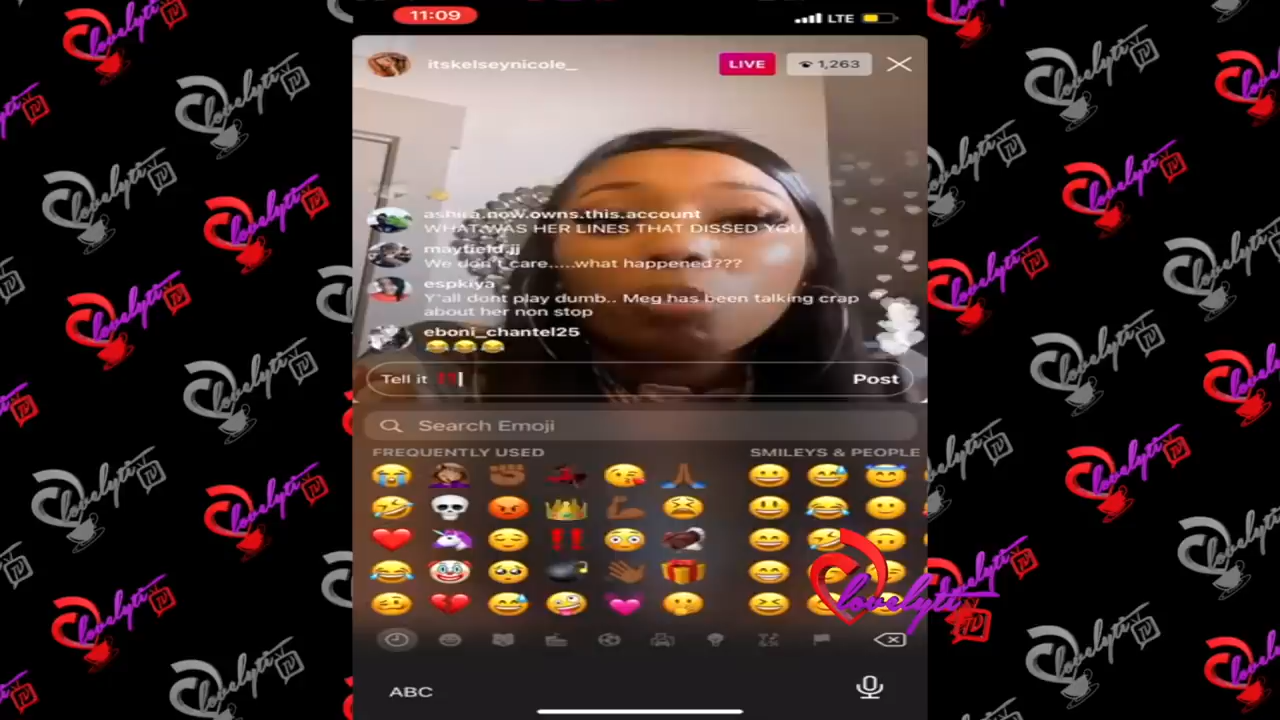 11:09
LTE
itskelseynicole_
LIVE
1,263
ashira.now.owns.this.account
WHAT WAS HER LINES THAT DISSED YOU
mayfield.jj
We don't care.....what happened???
espkiya
Y'all dont play dumb.. Meg has been talking crap
about her non stop
eboni_chantel25
😂😂😂
Tell it ‼️
Post
Search Emoji
FREQUENTLY USED
SMILEYS & PEOPLE
lovelyti
ABC